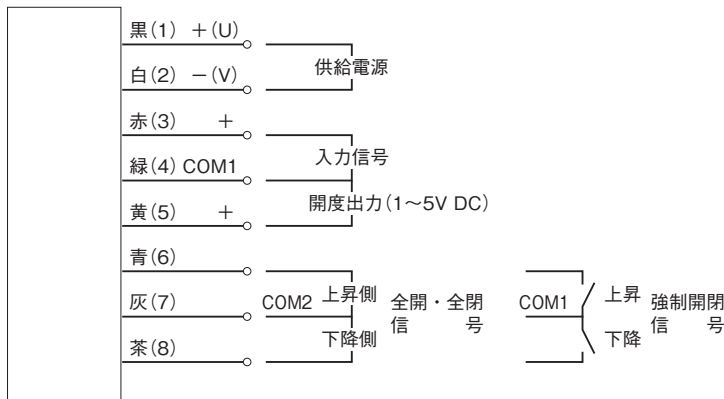 黒(1) +(U)
供給電源
白(2) −(V)
赤(3) +
入力信号
緑(4) COM1
開度出力(1〜5V DC)
黄(5) +
青(6)
上昇側
灰(7) COM2
全開・全閉
信 号
下降側
茶(8)
COM1
上昇
下降
強制開閉
信 号